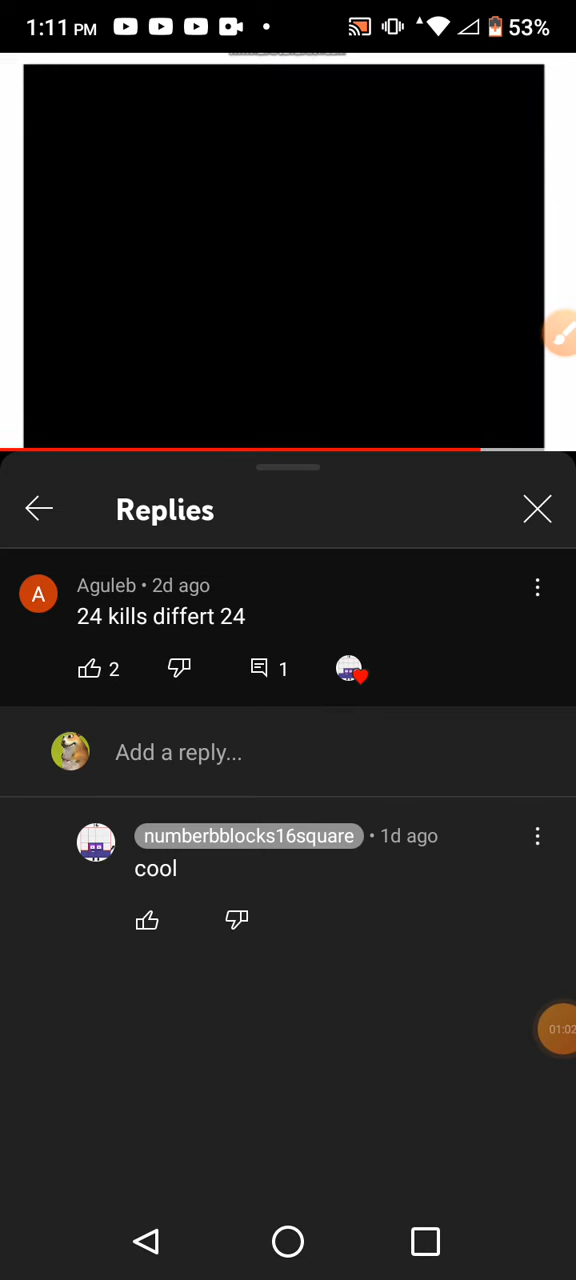 1:11 PM
53%
Replies
A
Aguleb • 2d ago
24 kills differt 24
2
1
Add a reply...
numberbblocks16square • 1d ago
cool
01:02